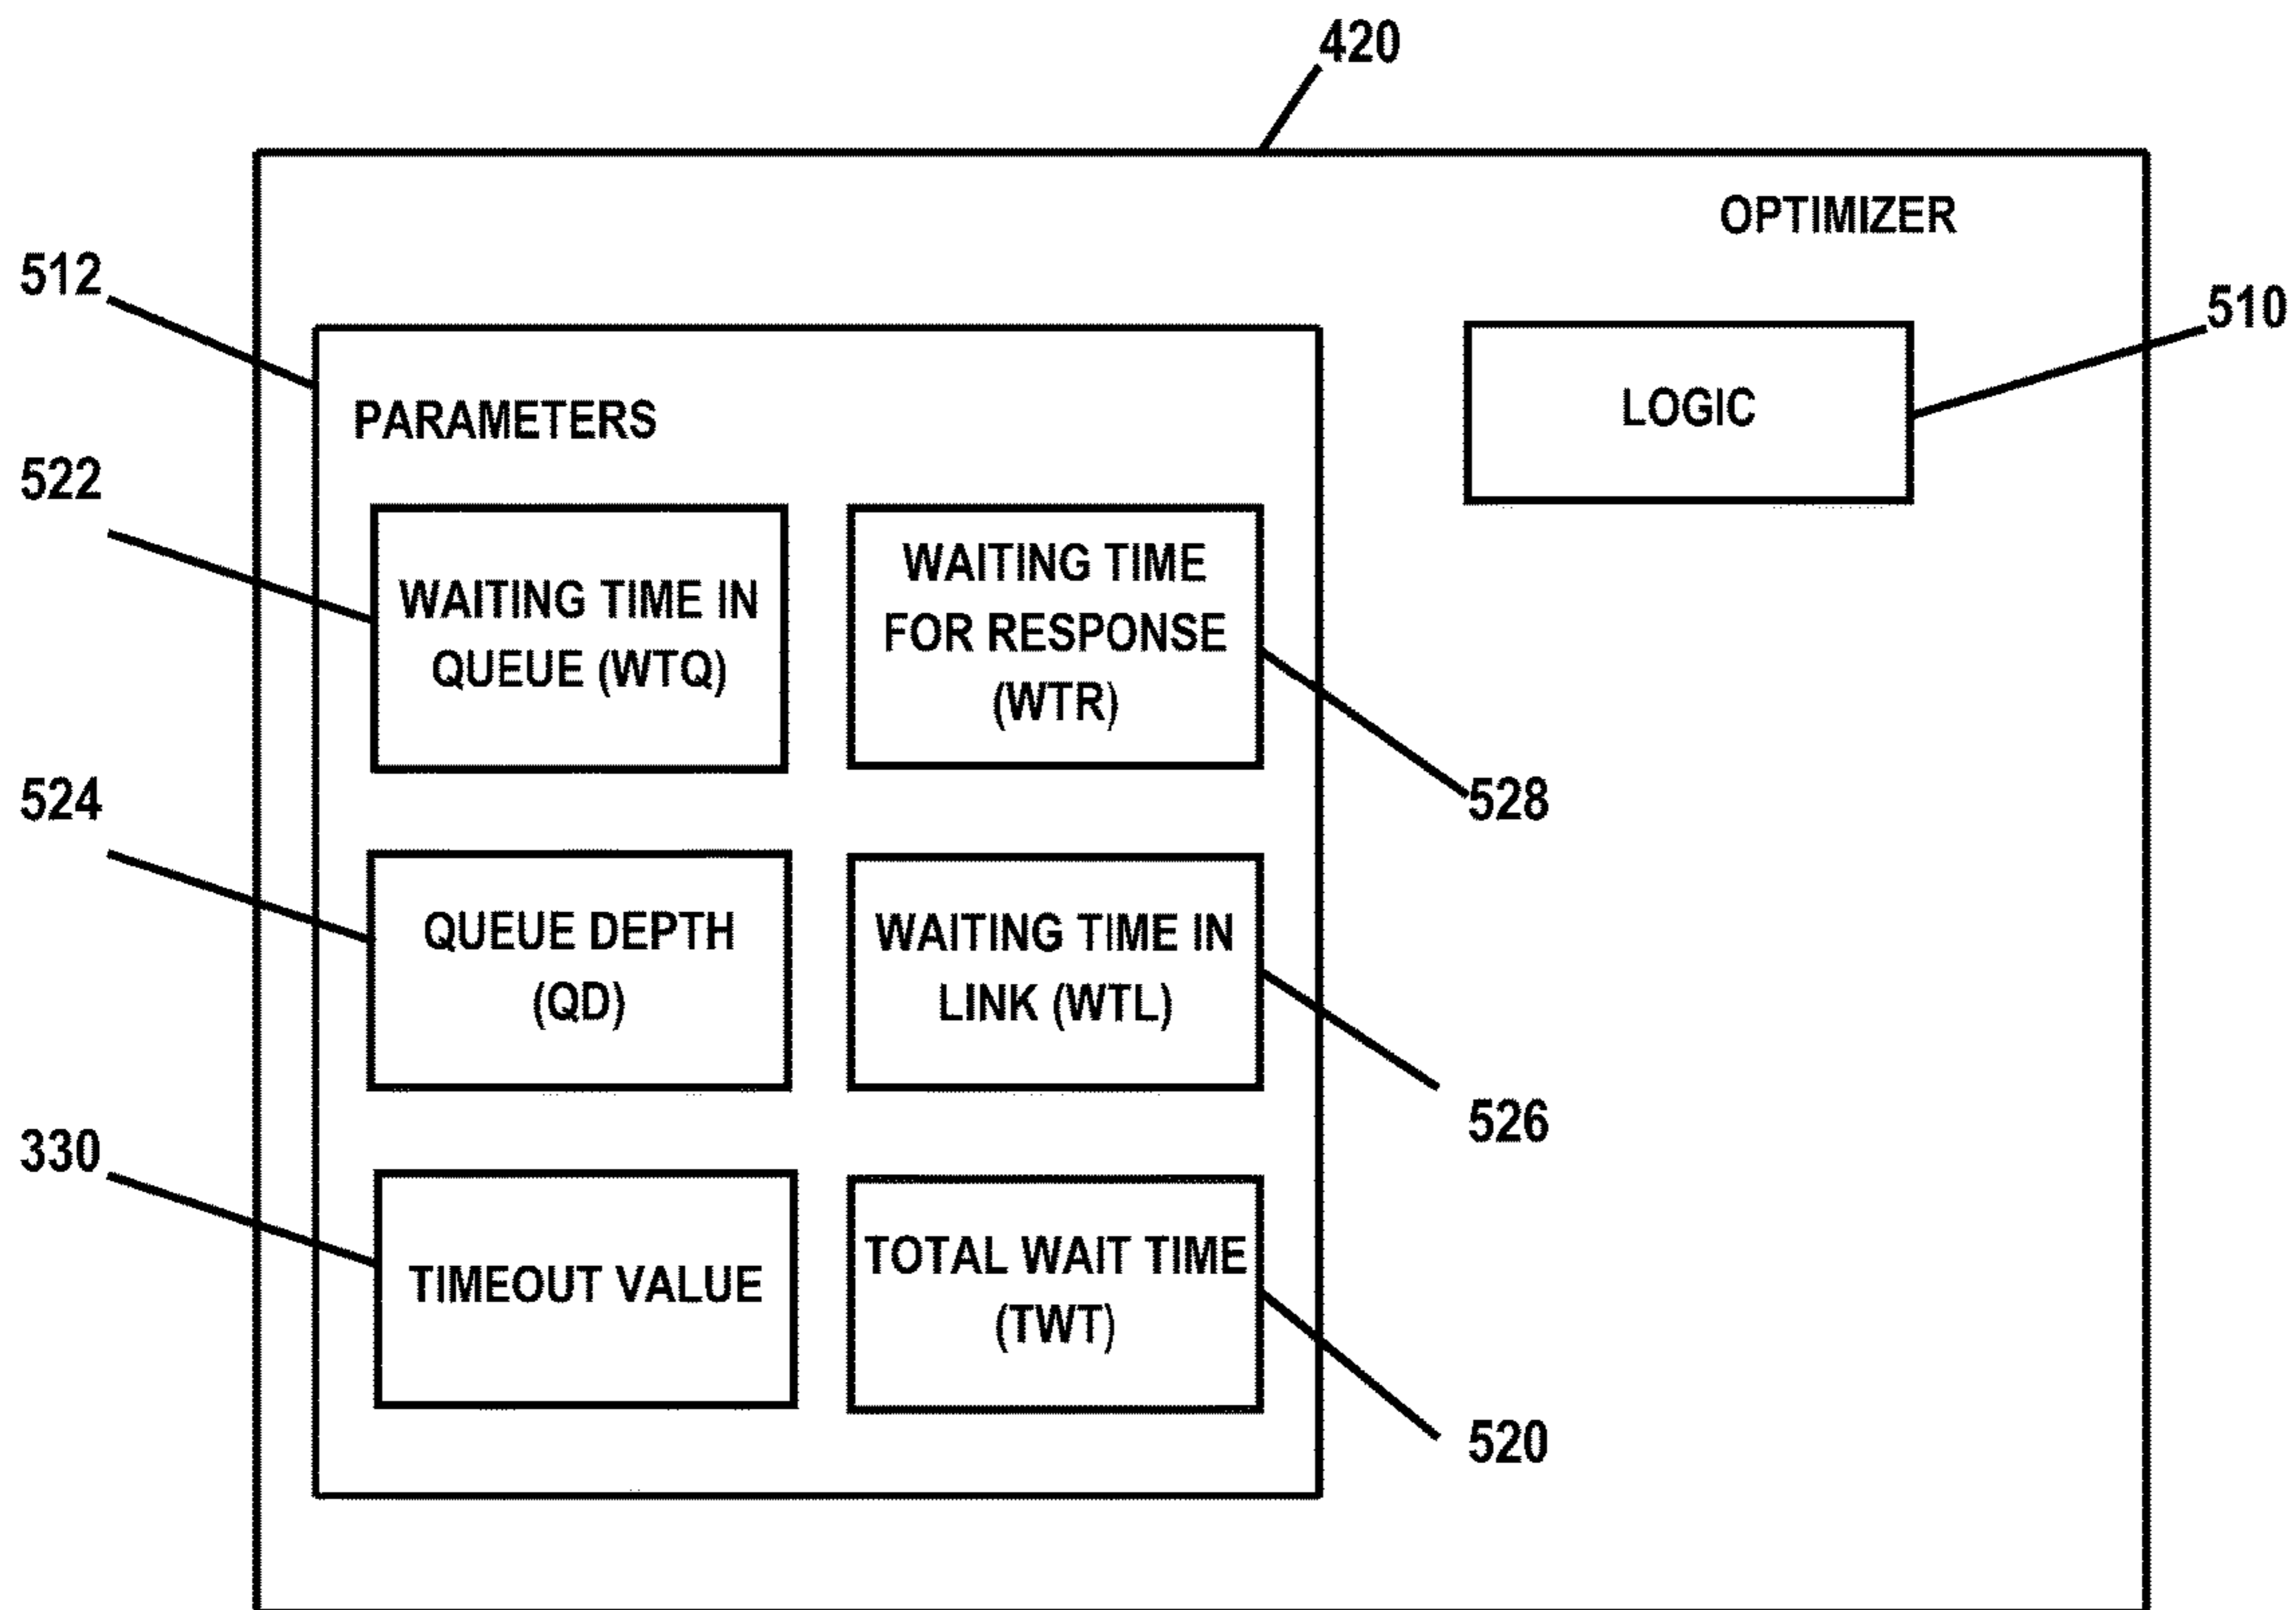 420
OPTIMIZER
512
510
LOGIC
PARAMETERS
522
WAITING TIME IN
QUEUE (WTQ)
WAITING TIME
FOR RESPONSE
(WTR)
524
528
QUEUE DEPTH
(QD)
WAITING TIME IN
LINK (WTL)
330
526
TIMEOUT VALUE
TOTAL WAIT TIME
(TWT)
520